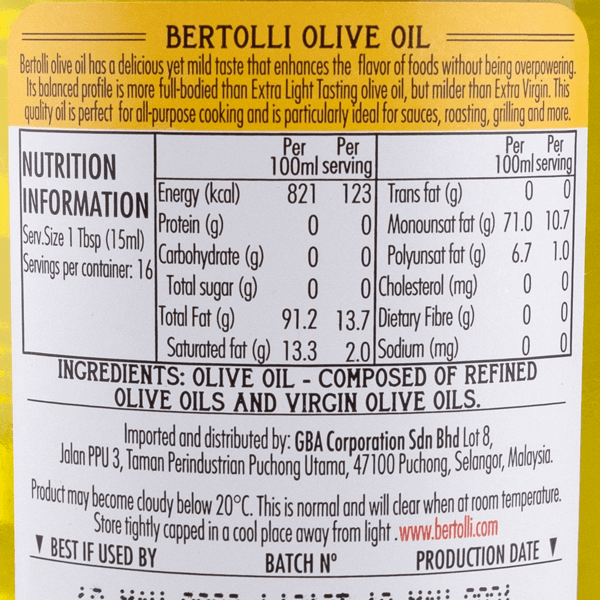 BERTOLLI OLIVE OIL
Bertolli olive oil has a delicious yet mild taste that enhances the flavor of foods without being overpowering.
Its balanced profile is more full-bodied than Extra Light Tasting olive oil, but milder than Extra Virgin. This
quality oil is perfect for all-purpose cooking and is particularly ideal for sauces, roasting, grilling and more.
NUTRITION
INFORMATION
Serv.Size 1 Tbsp (15ml)
Servings per container: 16
Per 100ml Per serving
Energy (kcal) 821 123
Protein (g) 0 0
Carbohydrate (g) 0 0
Total sugar (g) 0 0
Total Fat (g) 91.2 13.7
Saturated fat (g) 13.3 2.0
Per 100ml Per serving
Trans fat (g) 0 0
Monounsat fat (g) 71.0 10.7
Polyunsat fat (g) 6.7 1.0
Cholesterol (mg) 0 0
Dietary Fibre (g) 0 0
Sodium (mg) 0 0
INGREDIENTS: OLIVE OIL - COMPOSED OF REFINED
OLIVE OILS AND VIRGIN OLIVE OILS.
Imported and distributed by: GBA Corporation Sdn Bhd Lot 8,
Jalan PPU 3, Taman Perindustrian Puchong Utama, 47100 Puchong, Selangor, Malaysia.
Product may become cloudy below 20°C. This is normal and will clear when at room temperature.
Store tightly capped in a cool place away from light .www.bertolli.com
▼ BEST IF USED BY BATCH Nº PRODUCTION DATE ▼